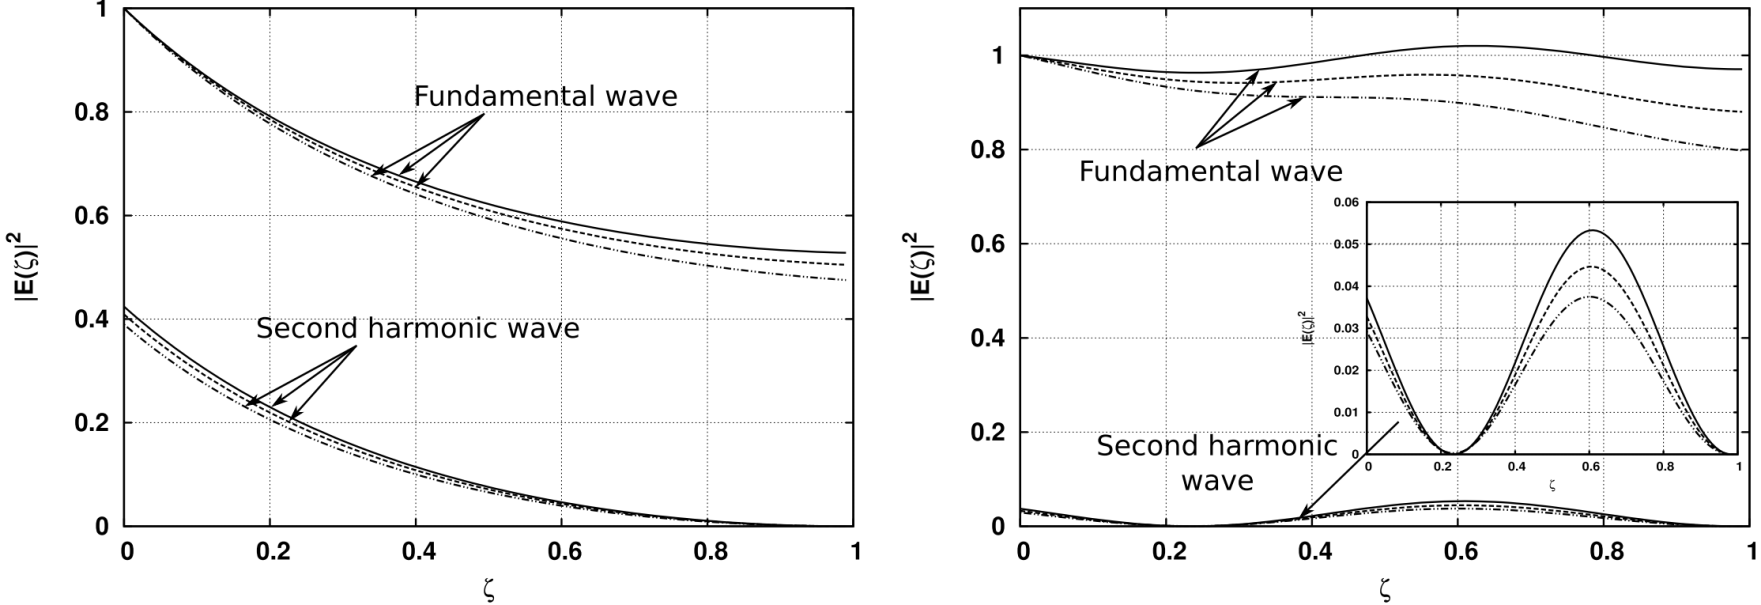 1
0.8
0.6
0.4
0.2
0
|E(ζ)|²
Fundamental wave
Second harmonic wave
0 0.2 0.4 0.6 0.8 1
ζ
1
0.8
0.6
0.4
0.2
0
|E(ζ)|²
Fundamental wave
Second harmonic
wave
0 0.2 0.4 0.6 0.8 1
ζ
0.06
0.05
0.04
0.03
0.02
0.01
0
|E(ζ)|²
0 0.2 0.4 0.6 0.8 1
ζ